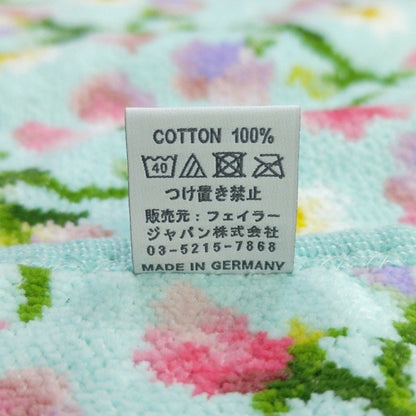 COTTON 100%
40
つけ置き禁止
販売元:フェイラー
ジャパン株式会社
03-5215-7868
MADE IN GERMANY